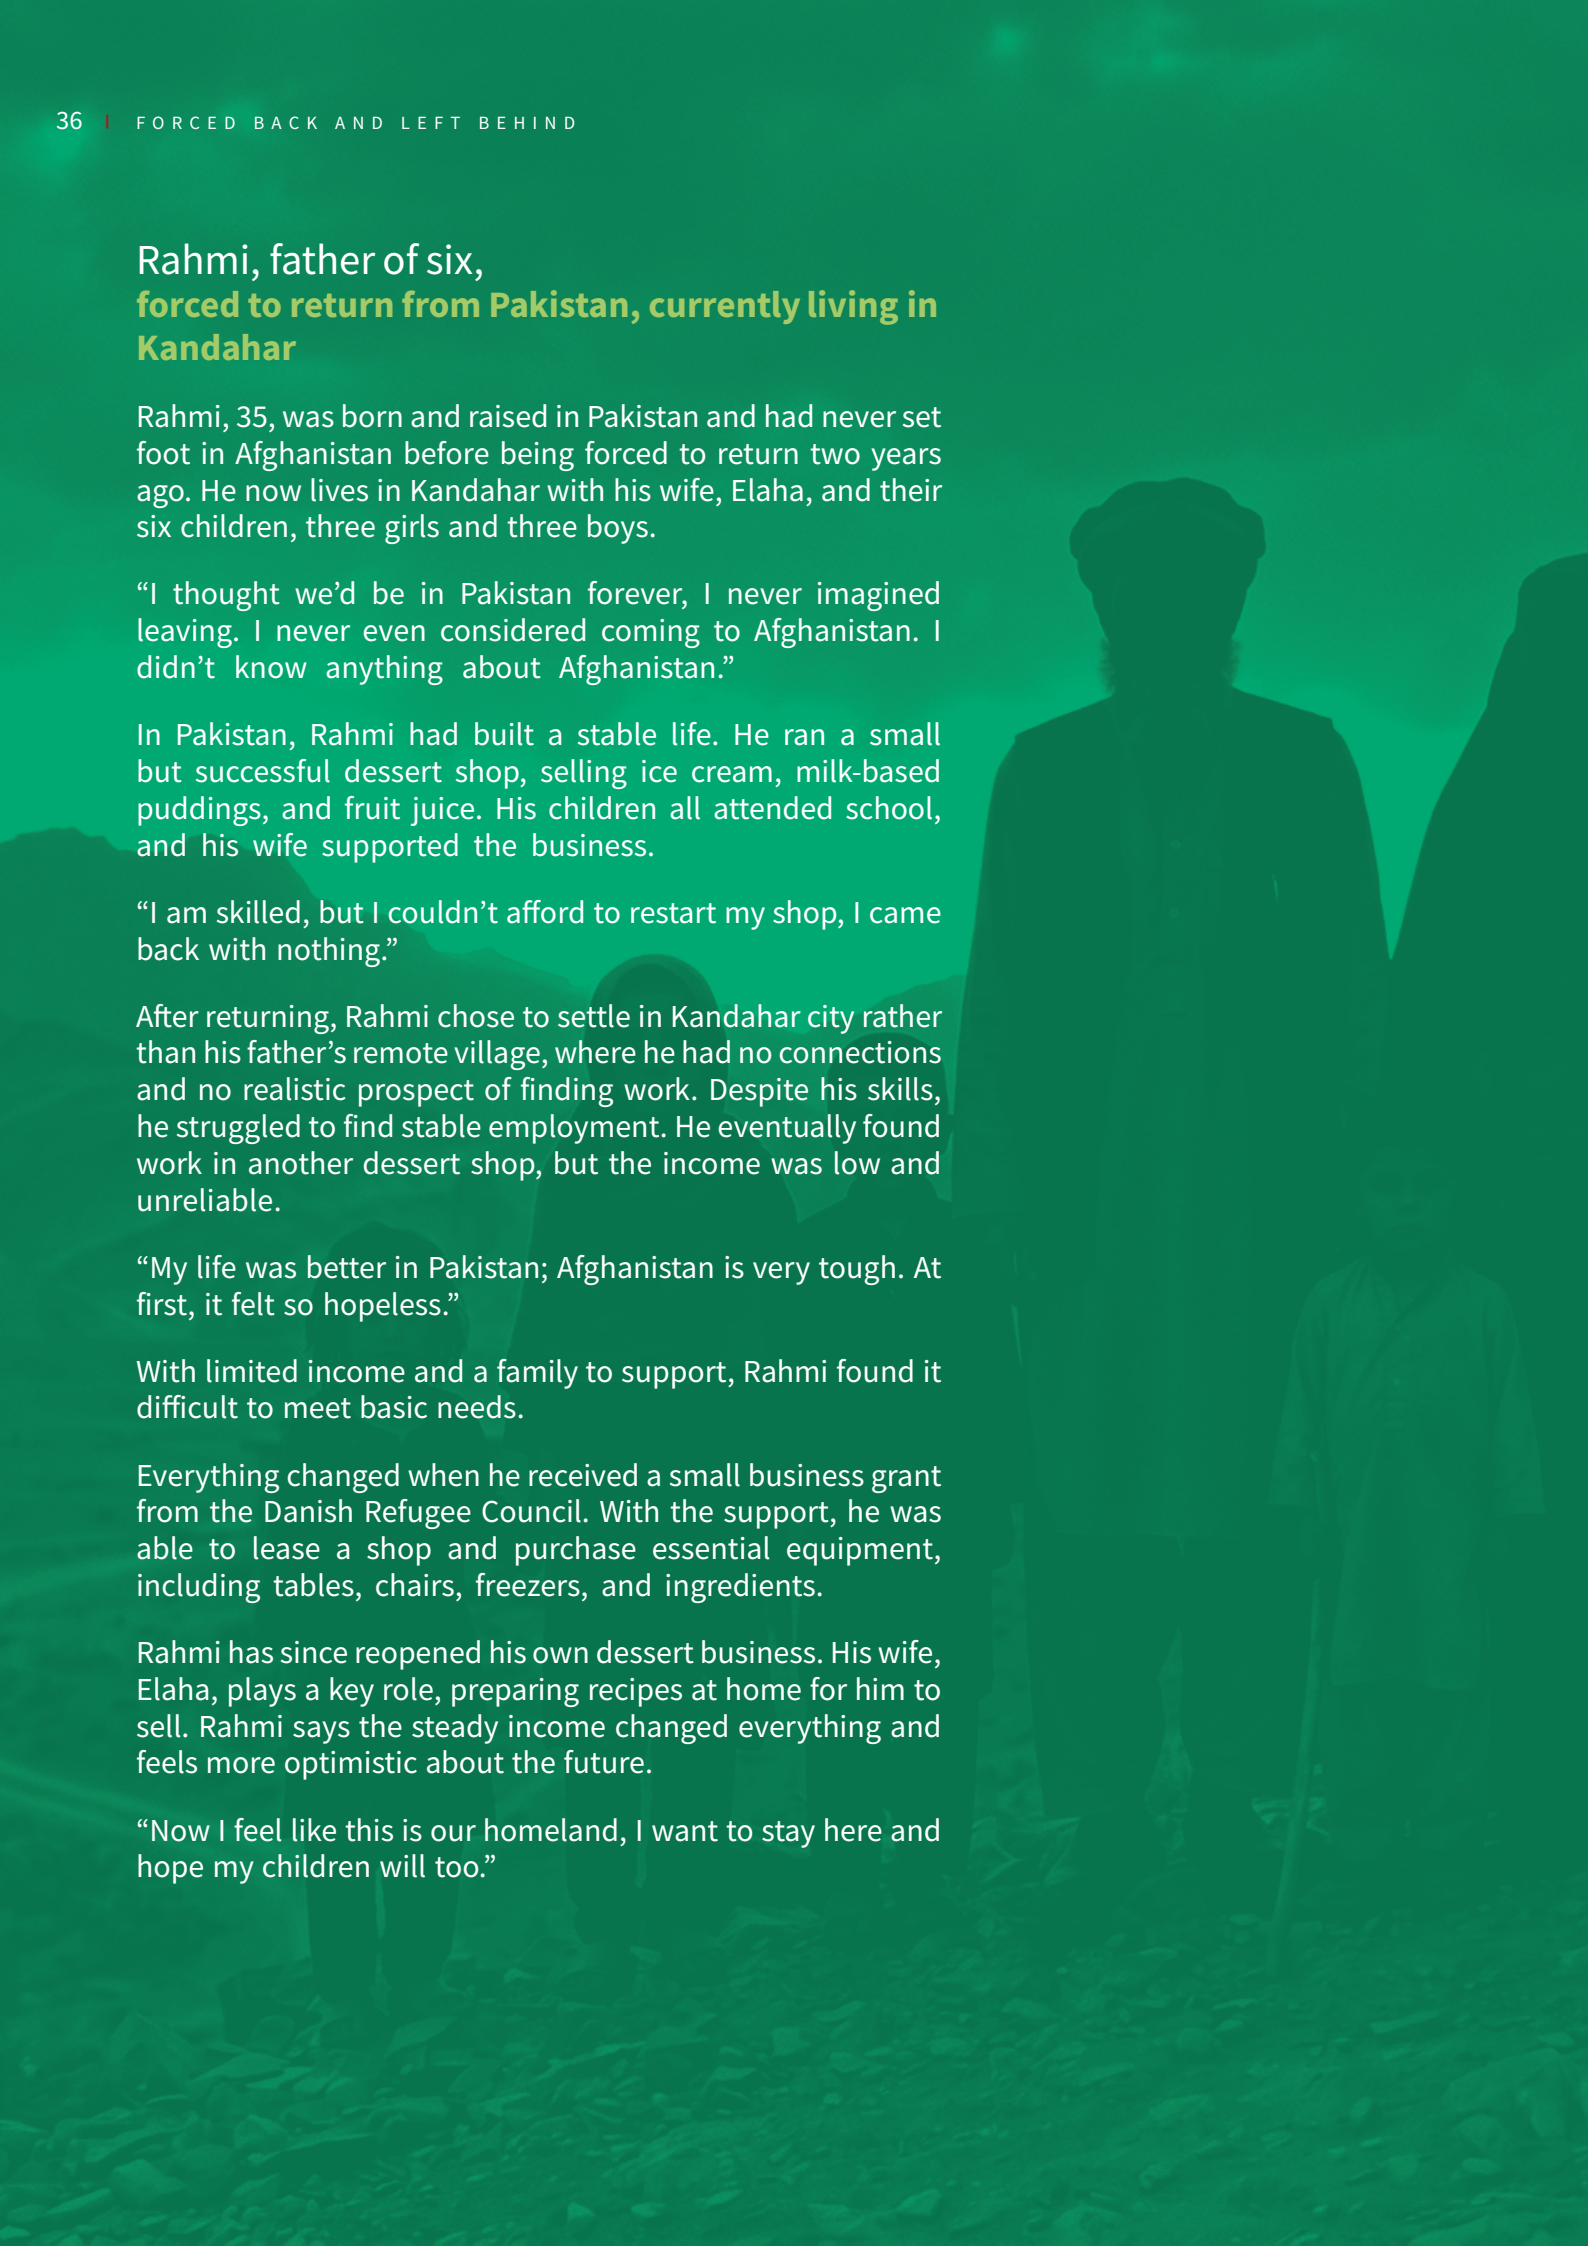 36 | FORCED BACK AND LEFT BEHIND
Rahmi, father of six,
forced to return from Pakistan, currently living in
Kandahar
Rahmi, 35, was born and raised in Pakistan and had never set
foot in Afghanistan before being forced to return two years
ago. He now lives in Kandahar with his wife, Elaha, and their
six children, three girls and three boys.
“I thought we’d be in Pakistan forever, I never imagined
leaving. I never even considered coming to Afghanistan. I
didn’t know anything about Afghanistan.”
In Pakistan, Rahmi had built a stable life. He ran a small
but successful dessert shop, selling ice cream, milk-based
puddings, and fruit juice. His children all attended school,
and his wife supported the business.
“I am skilled, but I couldn’t afford to restart my shop, I came
back with nothing.”
After returning, Rahmi chose to settle in Kandahar city rather
than his father’s remote village, where he had no connections
and no realistic prospect of finding work. Despite his skills,
he struggled to find stable employment. He eventually found
work in another dessert shop, but the income was low and
unreliable.
“My life was better in Pakistan; Afghanistan is very tough. At
first, it felt so hopeless.”
With limited income and a family to support, Rahmi found it
difficult to meet basic needs.
Everything changed when he received a small business grant
from the Danish Refugee Council. With the support, he was
able to lease a shop and purchase essential equipment,
including tables, chairs, freezers, and ingredients.
Rahmi has since reopened his own dessert business. His wife,
Elaha, plays a key role, preparing recipes at home for him to
sell. Rahmi says the steady income changed everything and
feels more optimistic about the future.
“Now I feel like this is our homeland, I want to stay here and
hope my children will too.”